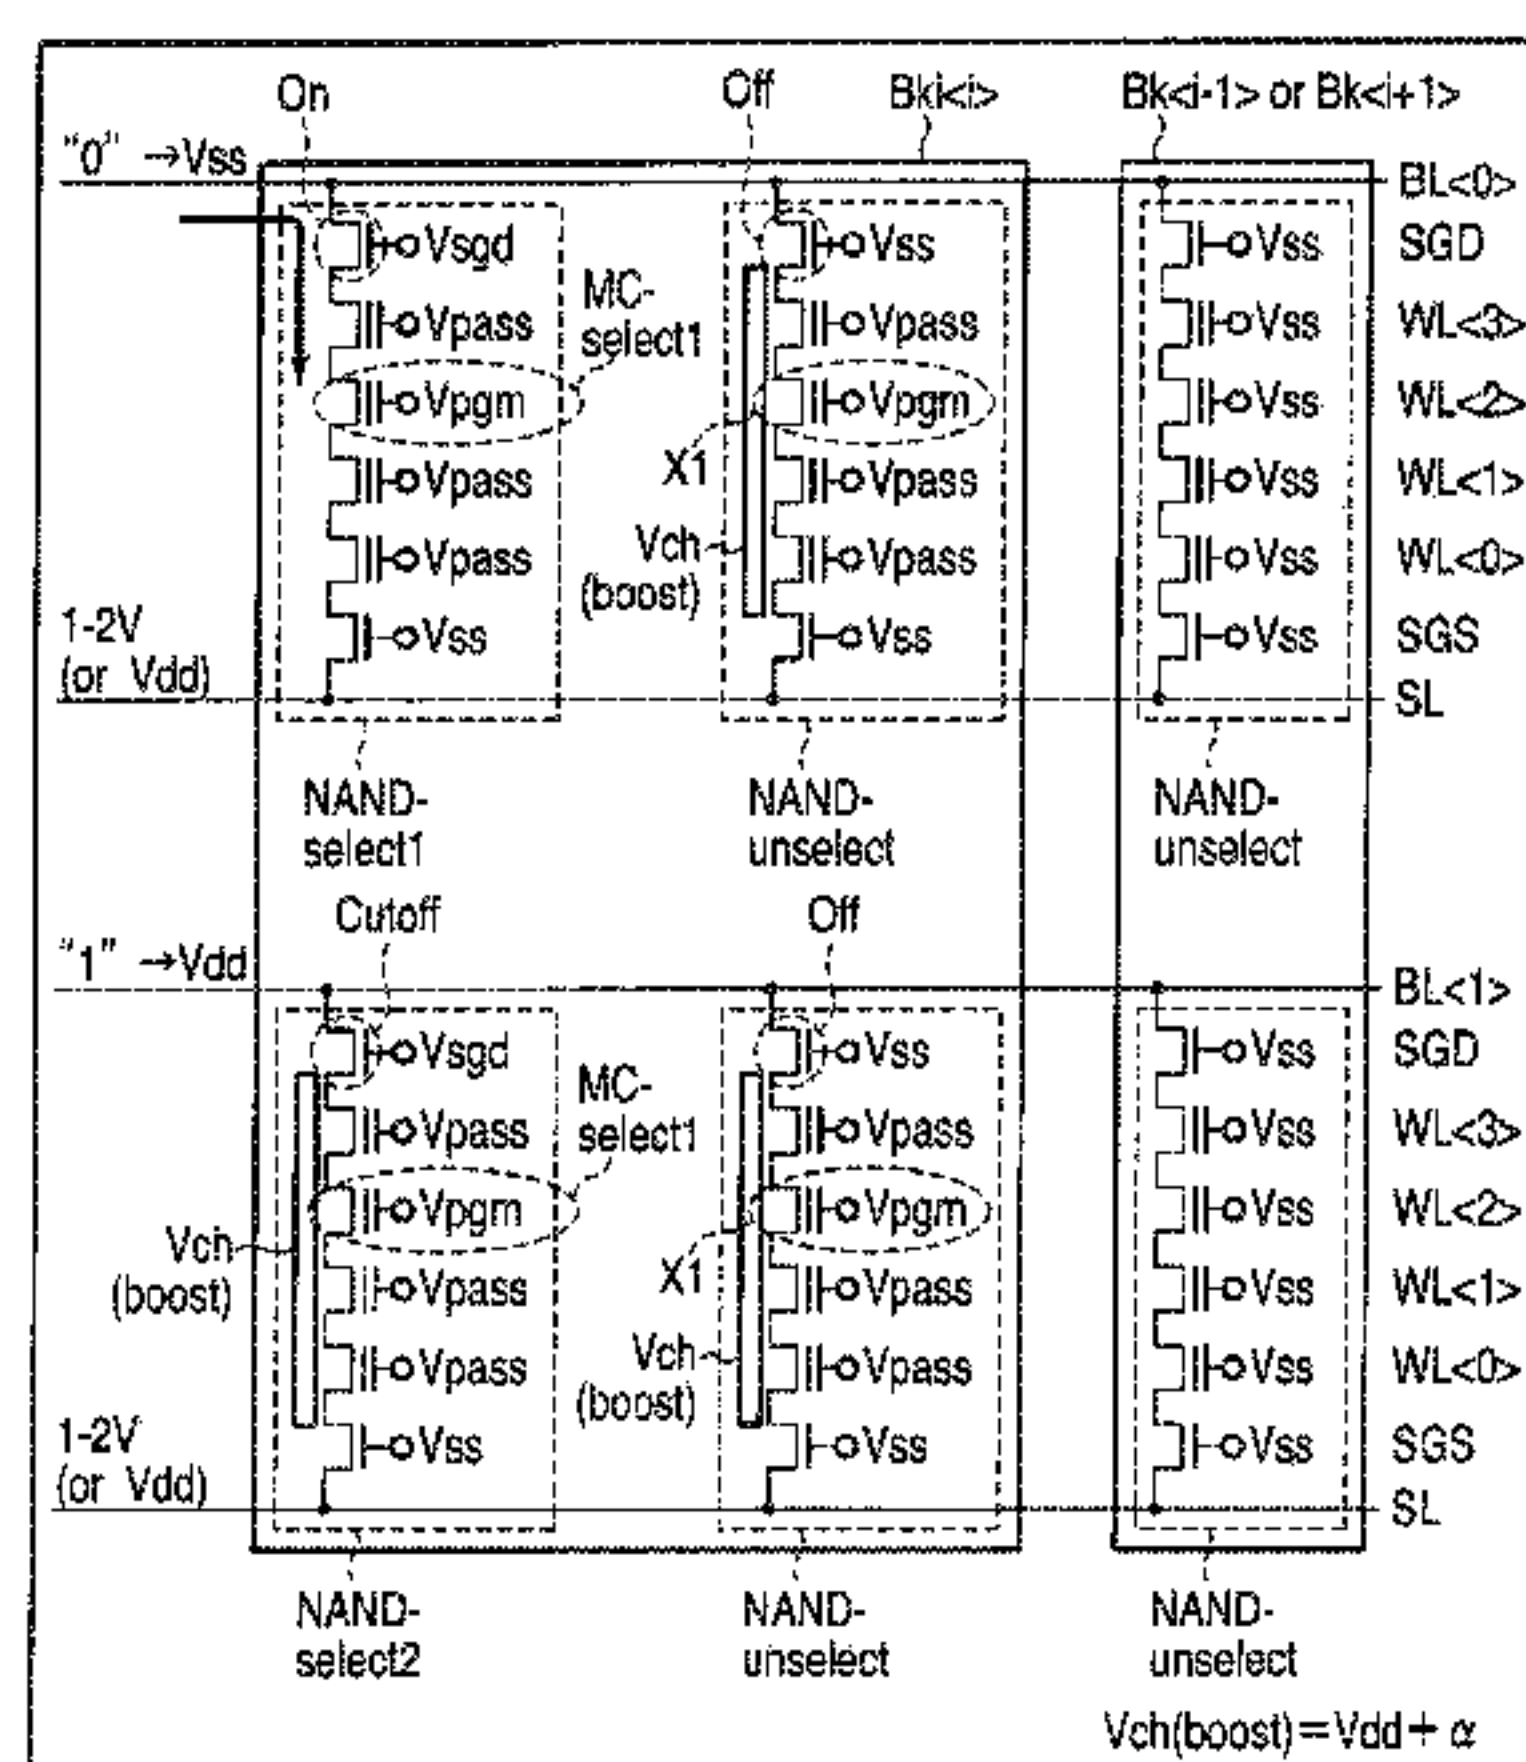 On Off Bki<i> Bk<i-1> or Bk<i+1>
“0” →Vss BL<0>
Vsgd Vss Vss SGD
MC-
select1
Vpass Vpass Vss WL<3>
Vpgm Vpgm Vss WL<2>
X1
Vpass Vpass Vss WL<1>
Vch
(boost)
Vpass Vpass Vss WL<0>
1-2V
(or Vdd)
Vss Vss Vss SGS
SL
NAND-
select1
NAND-
unselect
NAND-
unselect
Cutoff Off
“1” →Vdd BL<1>
Vsgd Vss Vss SGD
MC-
select1
Vpass Vpass Vss WL<3>
Vpgm Vpgm Vss WL<2>
Vch
(boost)
X1
Vpass Vpass Vss WL<1>
Vch
(boost)
Vpass Vpass Vss WL<0>
1-2V
(or Vdd)
Vss Vss Vss SGS
SL
NAND-
select2
NAND-
unselect
NAND-
unselect
Vch(boost)=Vdd+ α